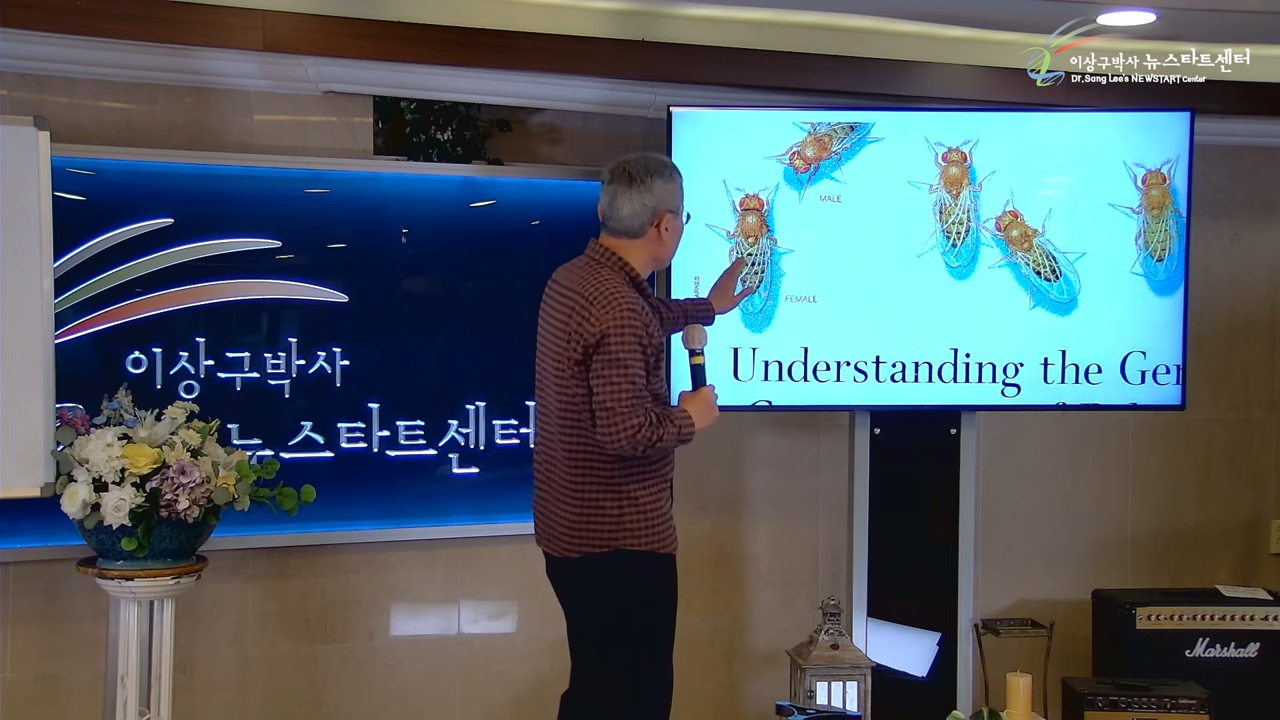 이상구박사 뉴스타트센터
Dr.Sang Lee's NEWSTART Center
MALE
FEMALE
Understanding the Ger
이상구박사
뉴스타트센터
Marshall